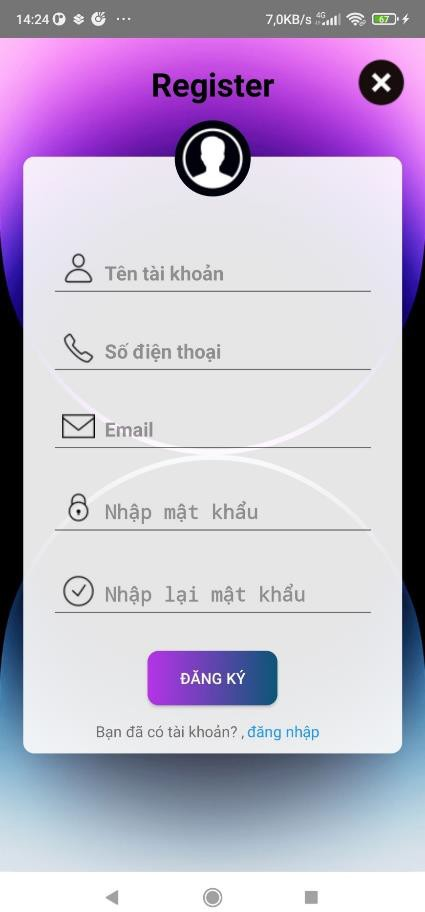 14:24 ... 7,0KB/s 4G 67
Register
Tên tài khoản
Số điện thoại
Email
Nhập mật khẩu
Nhập lại mật khẩu
ĐĂNG KÝ
Bạn đã có tài khoản? , đăng nhập